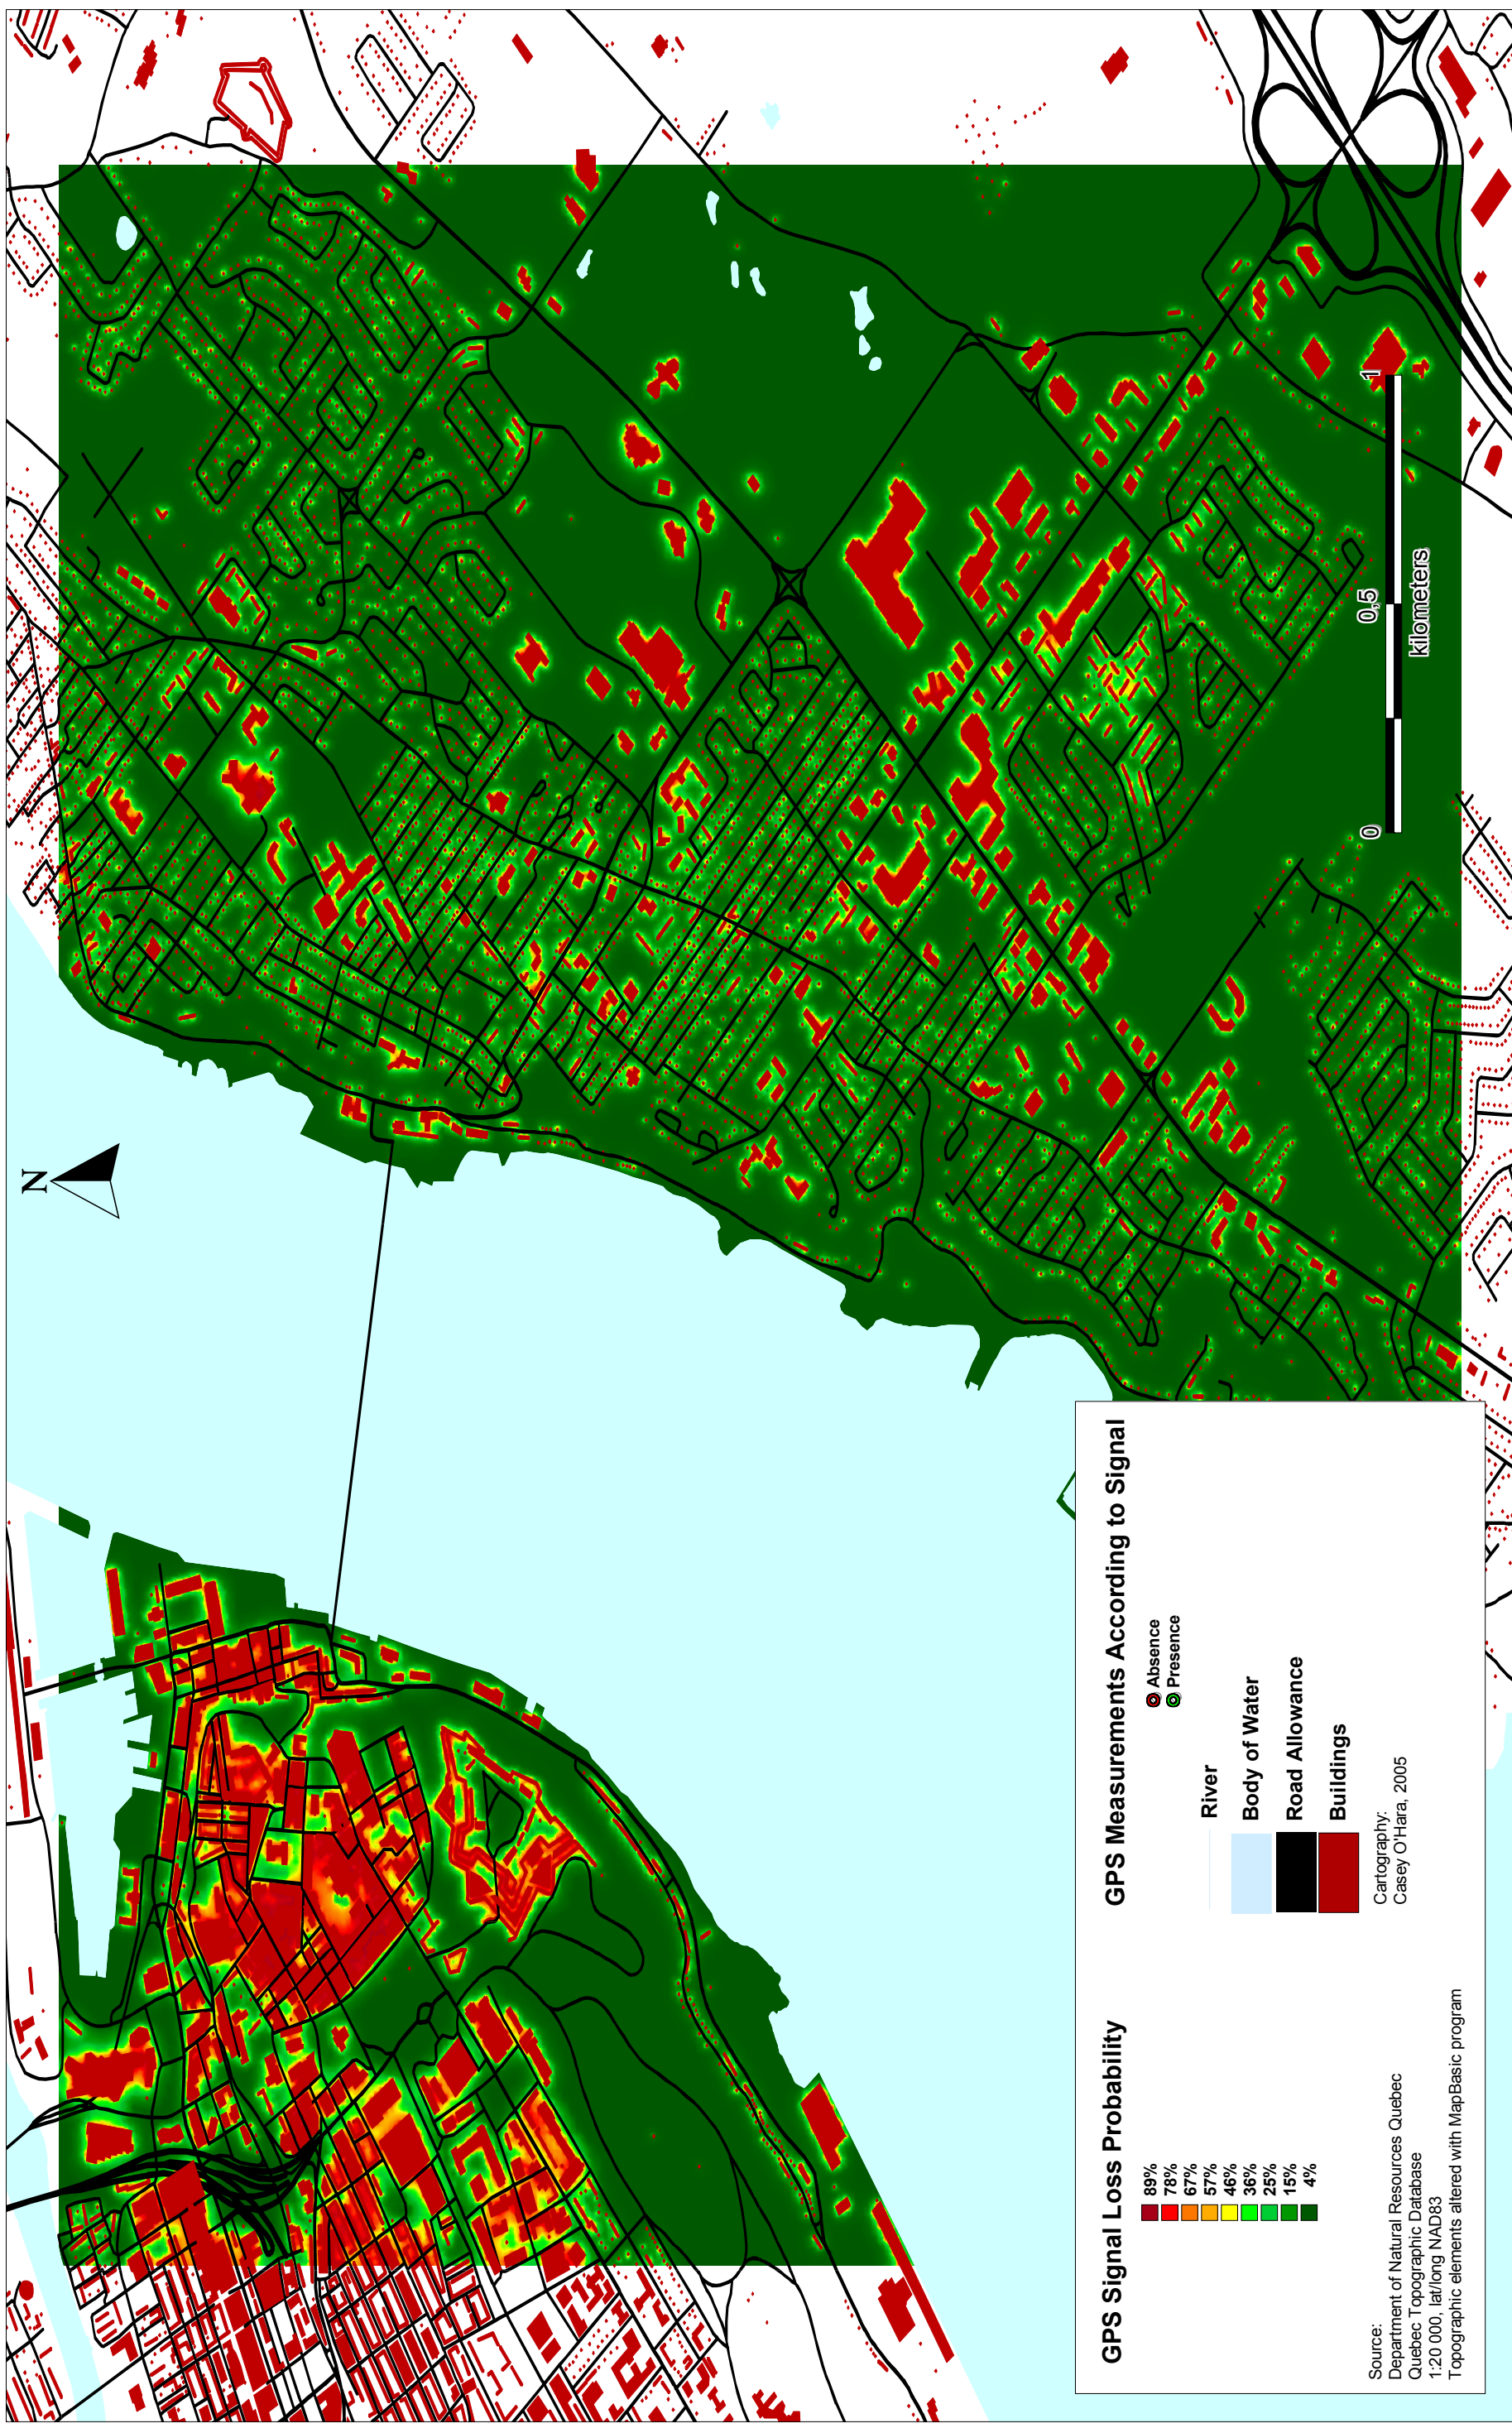 N
0
0,5
1
kilometers
GPS Signal Loss Probability
89%
78%
67%
57%
46%
36%
25%
15%
4%
GPS Measurements According to Signal
Absence
Presence
River
Body of Water
Road Allowance
Buildings
Cartography:
Casey O'Hara, 2005
Source:
Department of Natural Resources Quebec
Quebec Topographic Database
1:20 000, lat/long NAD83
Topographic elements altered with MapBasic program